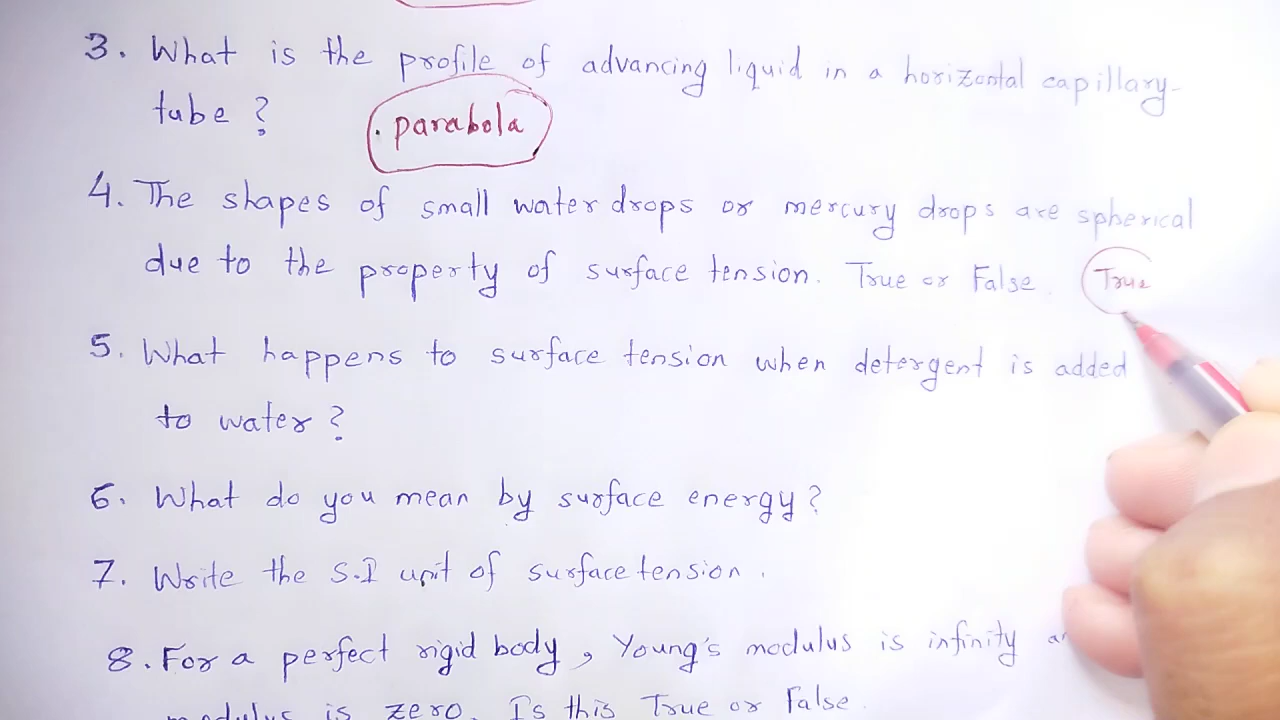 3. What is the profile of advancing liquid in a horizontal capillary-
tube ? . parabola
4. The shapes of small water drops or mercury drops are spherical
due to the property of surface tension. True or False. True
5. What happens to surface tension when detergent is added
to water ?
6. What do you mean by surface energy ?
7. Write the S.I unit of surface tension .
8. For a perfect rigid body , Young's modulus is infinity
modulus is zero. Is this True or False.